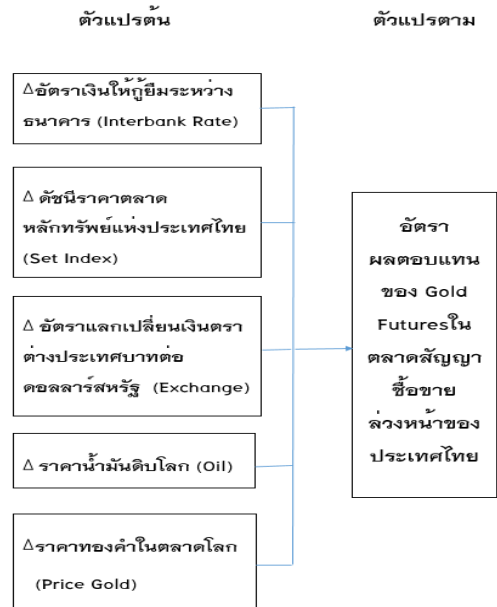 ตัวแปรต้น
ตัวแปรตาม
Δอัตราเงินให้กู้ยืมระหว่าง
ธนาคาร (Interbank Rate)
Δ ดัชนีราคาตลาด
หลักทรัพย์แห่งประเทศไทย
(Set Index)
Δ อัตราแลกเปลี่ยนเงินตรา
ต่างประเทศบาทต่อ
ดอลลาร์สหรัฐ (Exchange)
Δ ราคาน้ำมันดิบโลก (Oil)
Δราคาทองคำในตลาดโลก
(Price Gold)
อัตรา
ผลตอบแทน
ของ Gold
Futuresใน
ตลาดสัญญา
ซื้อขาย
ล่วงหน้าของ
ประเทศไทย